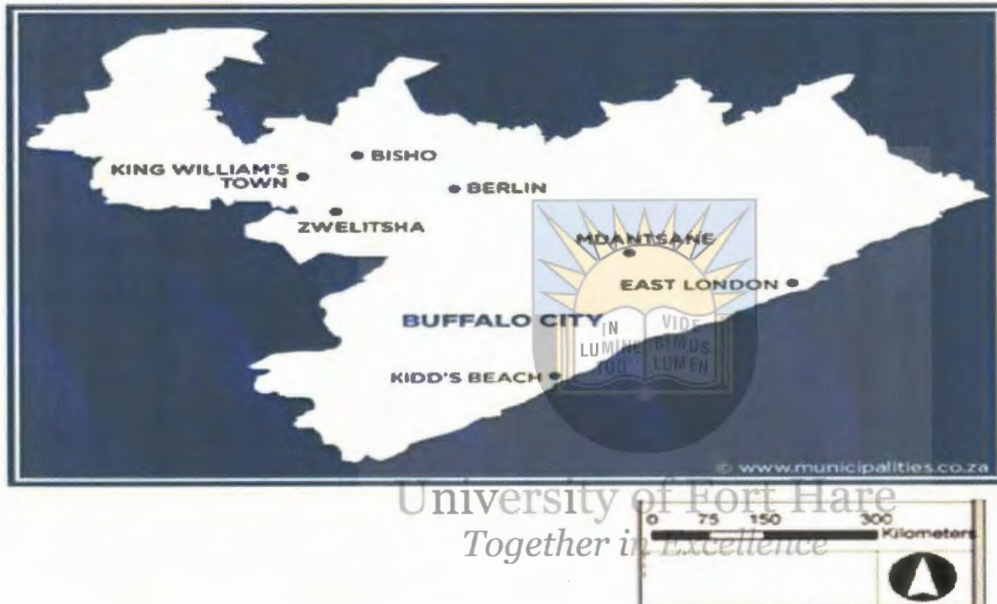 BISHO
KING WILLIAM'S
TOWN
BERLIN
ZWELITSHA
MDANTSANE
EAST LONDON
BUFFALO CITY
IN
LUMINE
TUO
VIDE
BIMUS
LUMEN
KIDD'S BEACH
© www.municipalities.co.za
University of Fort Hare
Together in Excellence
0 75 150 300
Kilometers